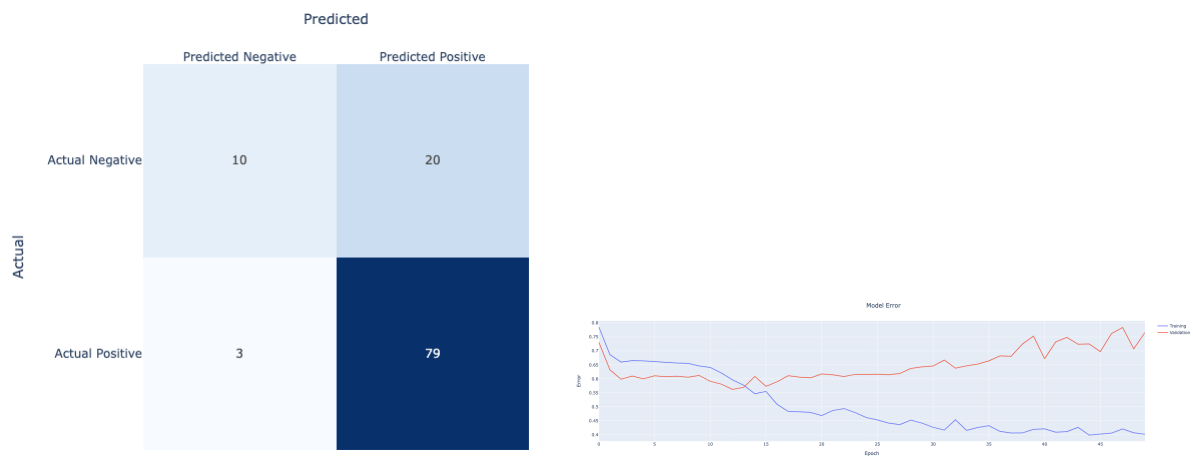 Predicted
Predicted Negative Predicted Positive
Actual Negative 10 20
Actual
Actual Positive 3 79
Model Error
Training
Validation
0.8
0.75
0.7
0.65
0.6
0.55
0.5
0.45
0.4
Error
0 5 10 15 20 25 30 35 40 45
Epoch